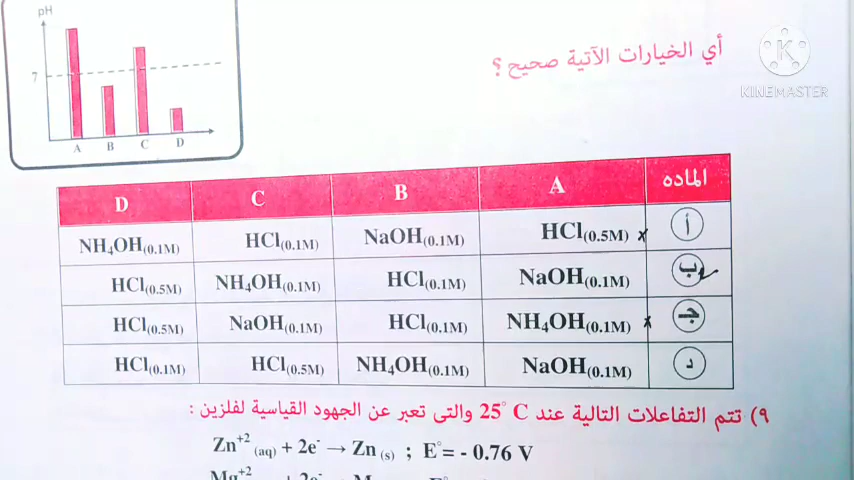 pH
7
A B C D
أي الخيارات الآتية صحيح ؟
KINEMASTER
الماده A B C D
أ HCl(0.5M) NaOH(0.1M) HCl(0.1M) NH₄OH(0.1M)
ب NaOH(0.1M) HCl(0.1M) NH₄OH(0.1M) HCl(0.5M)
جـ NH₄OH(0.1M) HCl(0.1M) NaOH(0.1M) HCl(0.5M)
د NaOH(0.1M) NH₄OH(0.1M) HCl(0.5M) HCl(0.1M)
٩) تتم التفاعلات التالية عند 25° C والتى تعبر عن الجهود القياسية لفلزين :
Zn⁺² (aq) + 2e⁻ → Zn (s) ; E° = - 0.76 V